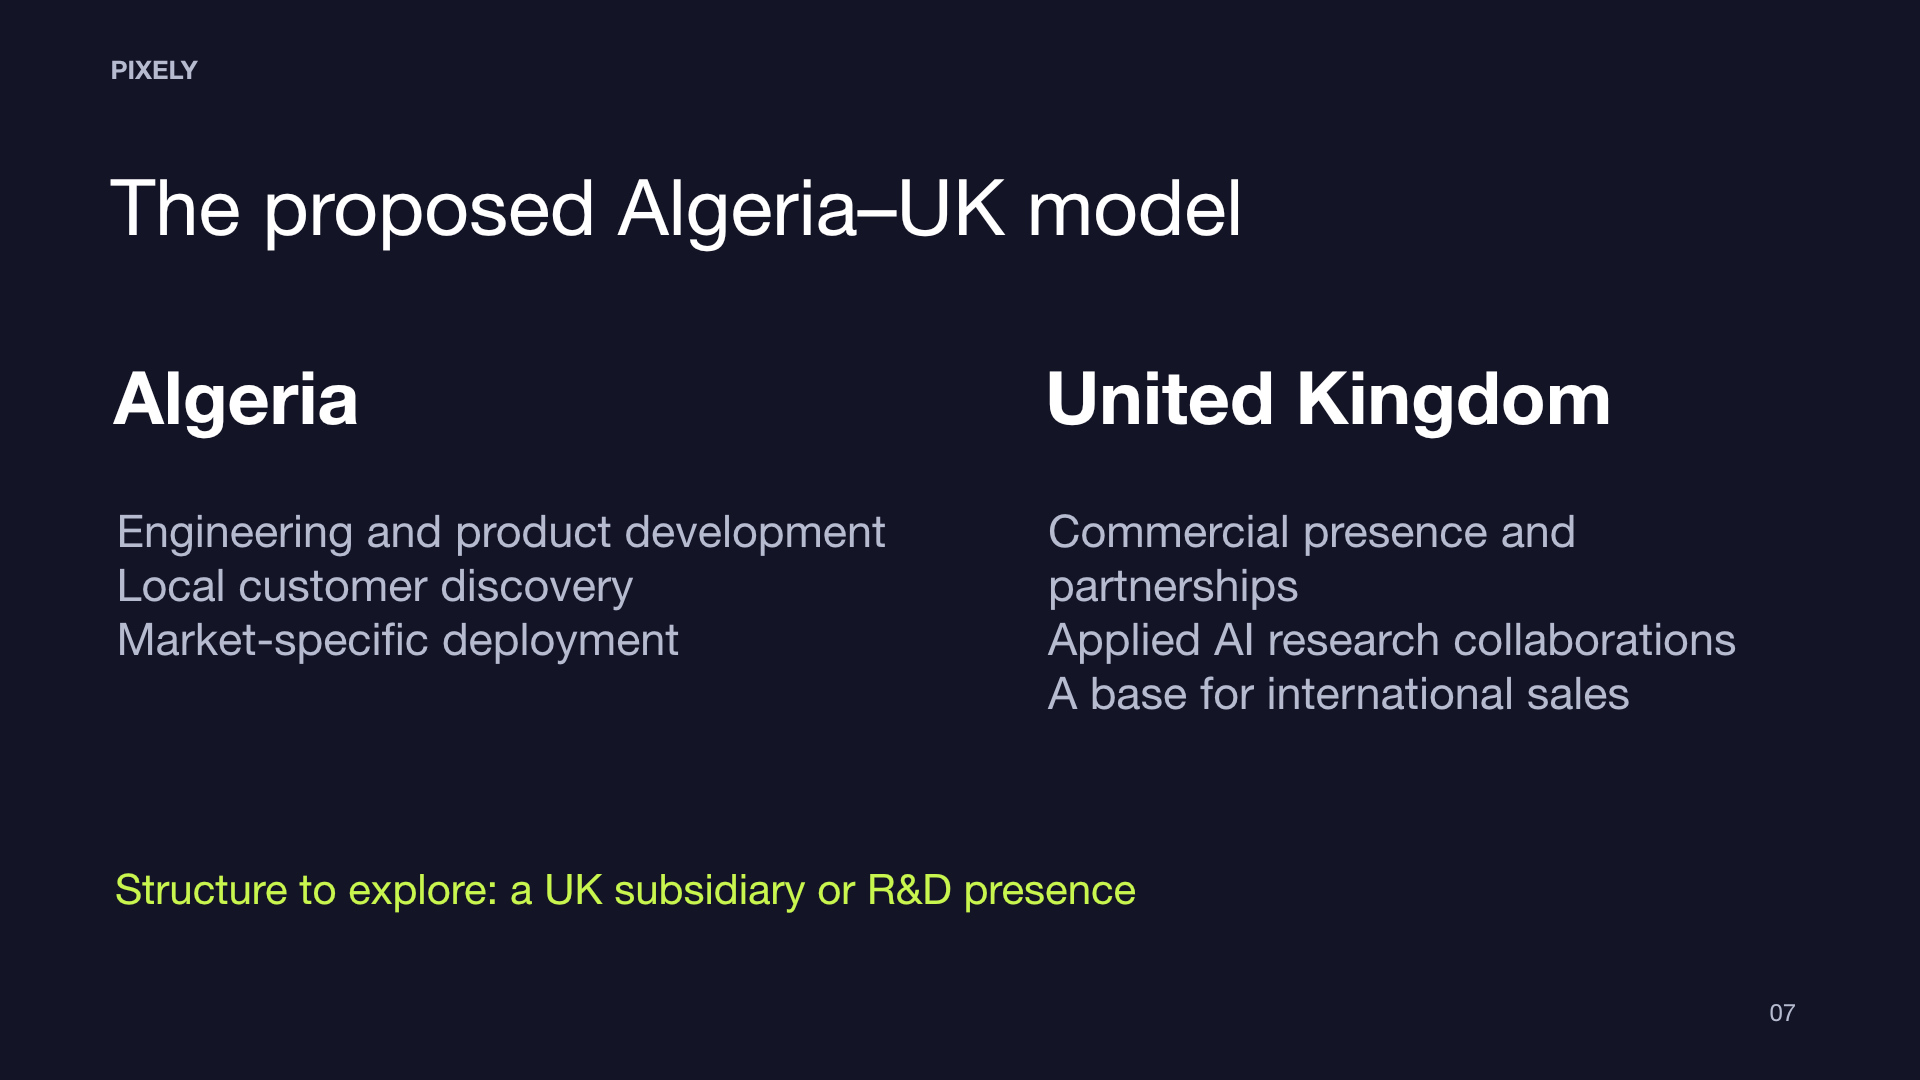 PIXELY
The proposed Algeria–UK model
Algeria
Engineering and product development
Local customer discovery
Market-specific deployment
United Kingdom
Commercial presence and
partnerships
Applied AI research collaborations
A base for international sales
Structure to explore: a UK subsidiary or R&D presence
07